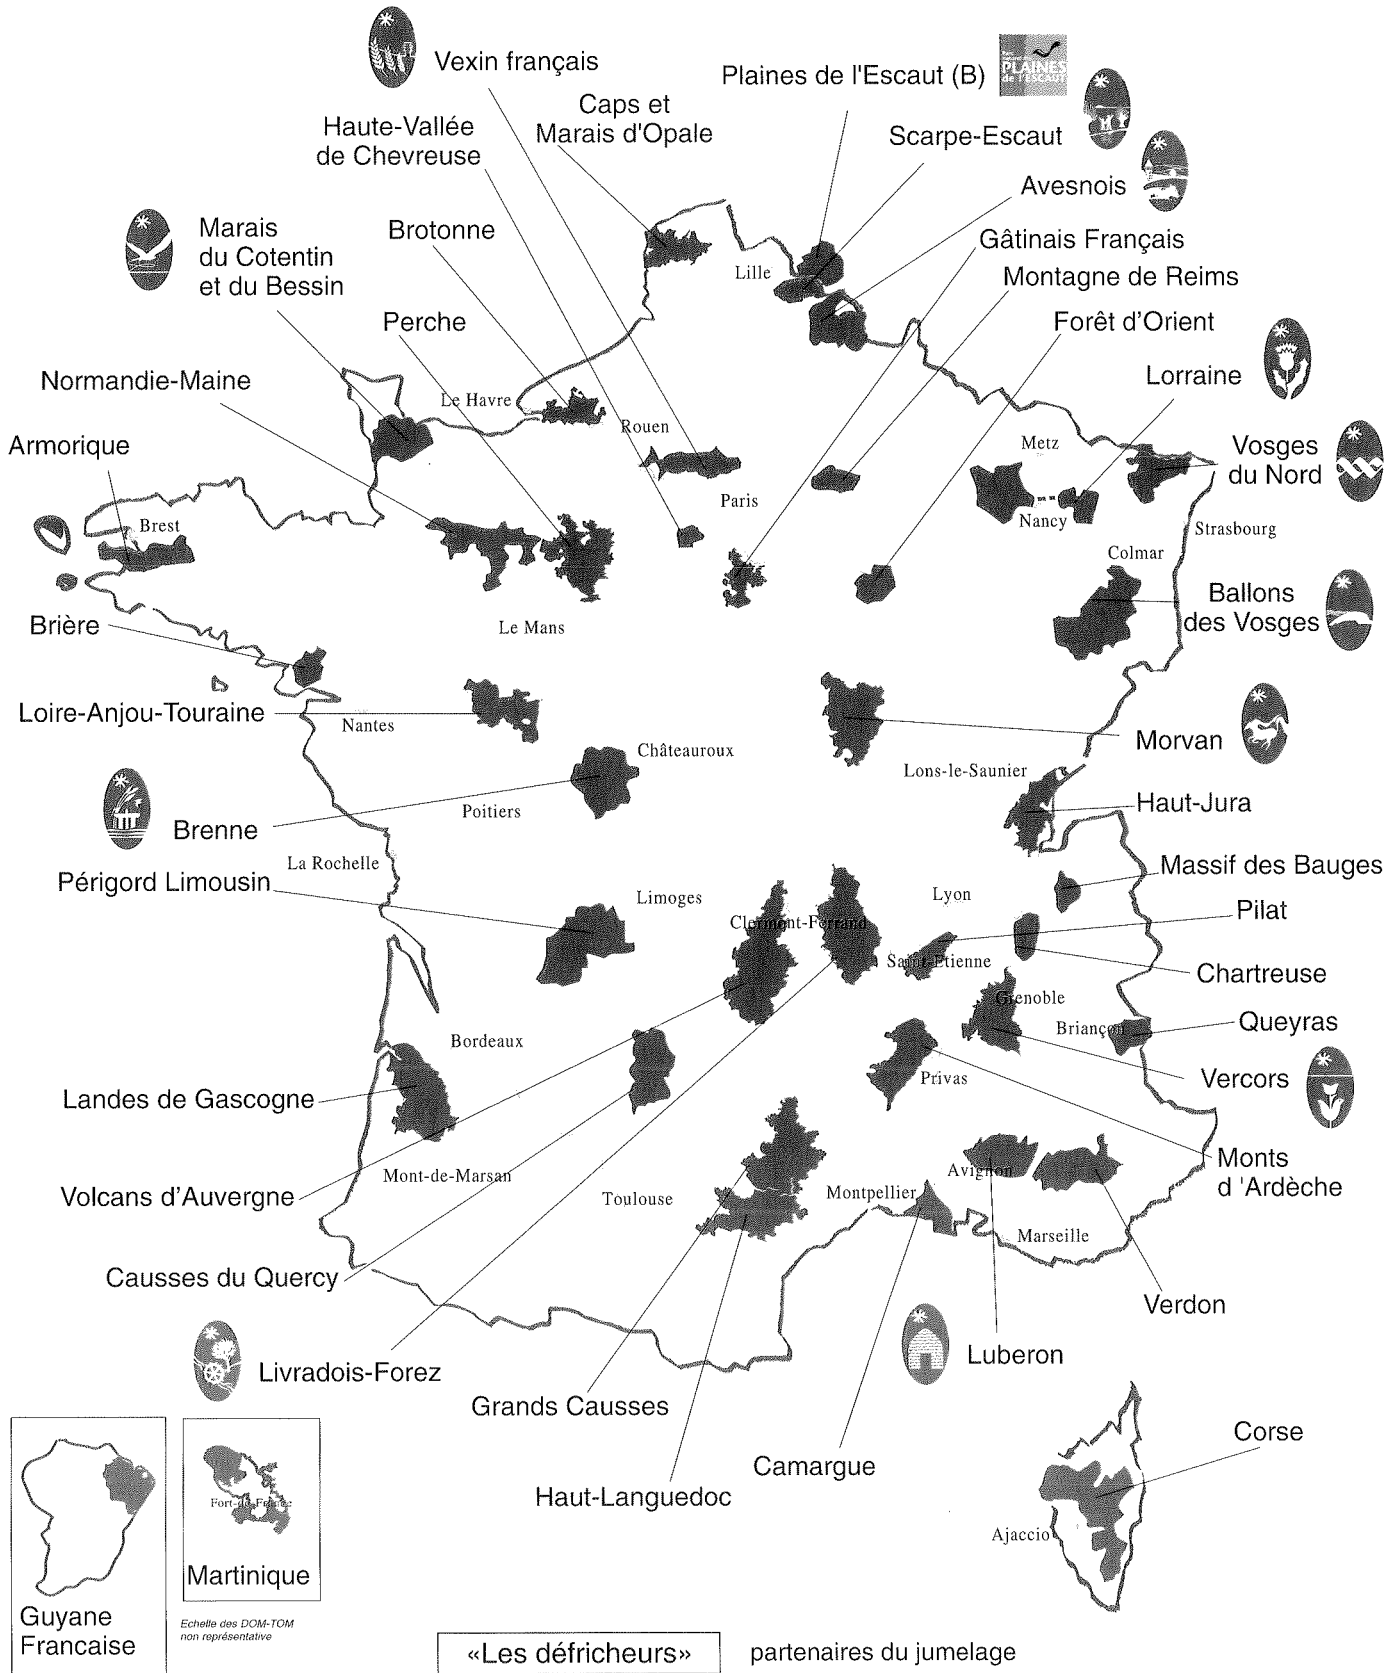 Vexin français
Plaines de l'Escaut (B)
PLAINES
de l'ESCAUT
Caps et
Marais d'Opale
Haute-Vallée
de Chevreuse
Scarpe-Escaut
Avesnois
Marais
du Cotentin
et du Bessin
Brotonne
Gâtinais Français
Lille
Montagne de Reims
Perche
Forêt d'Orient
Normandie-Maine
Lorraine
Le Havre
Rouen
Armorique
Metz
Vosges
du Nord
Paris
Brest
Nancy
Strasbourg
Colmar
Ballons
des Vosges
Brière
Le Mans
Loire-Anjou-Touraine
Nantes
Morvan
Châteauroux
Lons-le-Saunier
Haut-Jura
Poitiers
Brenne
La Rochelle
Massif des Bauges
Périgord Limousin
Limoges
Lyon
Pilat
Clermont-Ferrand
Saint-Etienne
Chartreuse
Grenoble
Queyras
Briançon
Bordeaux
Vercors
Privas
Landes de Gascogne
Monts
d 'Ardèche
Avignon
Mont-de-Marsan
Volcans d'Auvergne
Toulouse
Montpellier
Marseille
Causses du Quercy
Verdon
Luberon
Livradois-Forez
Grands Causses
Corse
Camargue
Haut-Languedoc
Fort-de-France
Ajaccio
Martinique
Guyane
Francaise
Echelle des DOM-TOM
non représentative
«Les défricheurs»
partenaires du jumelage